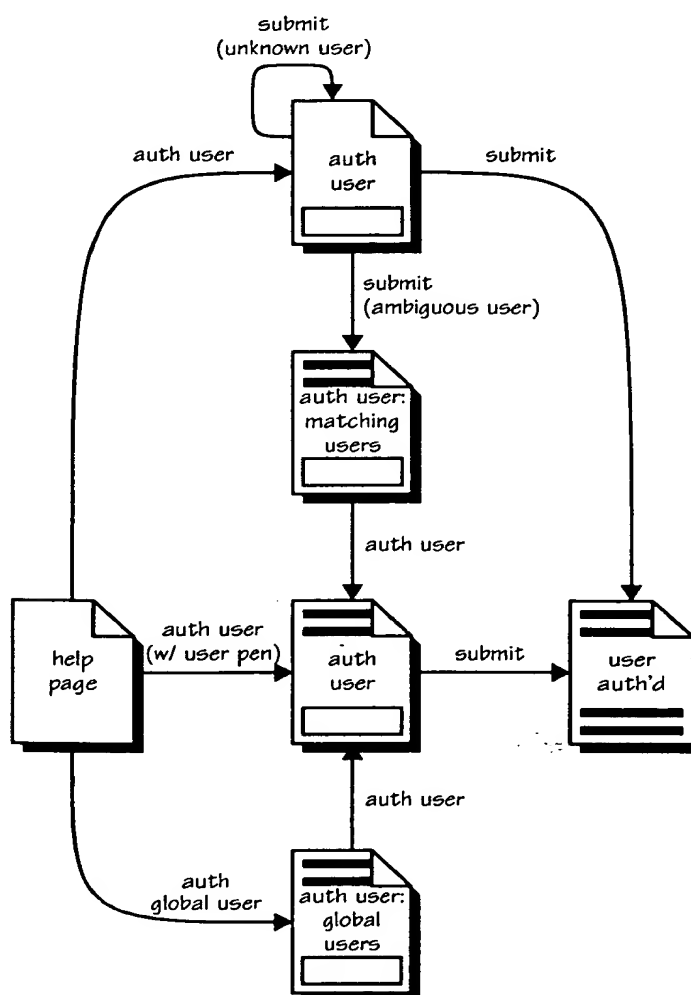 submit
(unknown user)
auth user
auth
user
submit
submit
(ambiguous user)
auth user:
matching
users
auth user
help
page
auth user
(w/ user pen)
auth
user
submit
user
auth'd
auth user
auth
global user
auth user:
global
users